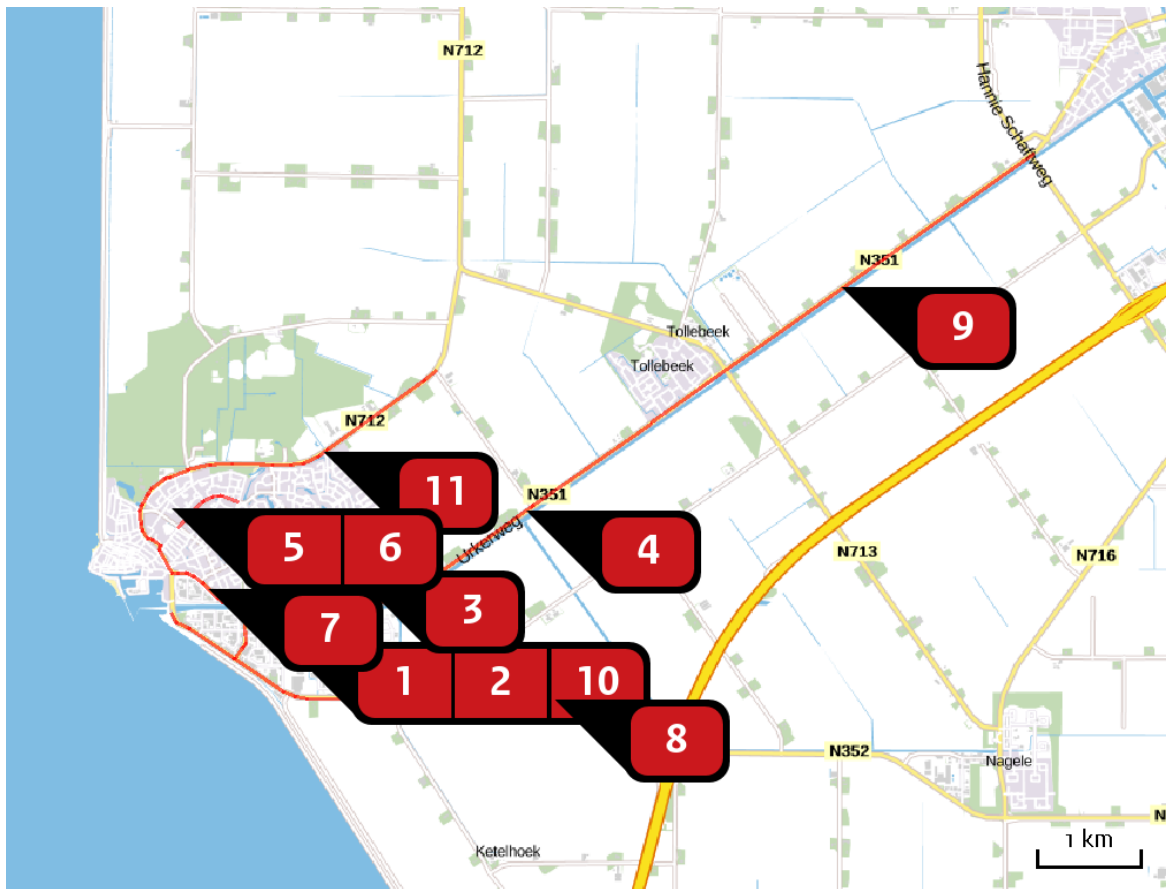 N712
Hannie Schaftweg
N351
9
Tollebeek
Tollebeek
N712
11
N351
Urkerweg
5 6
4
N713
N716
3
7
1 2 10
8
N352
Nagele
1 km
Ketelhoek